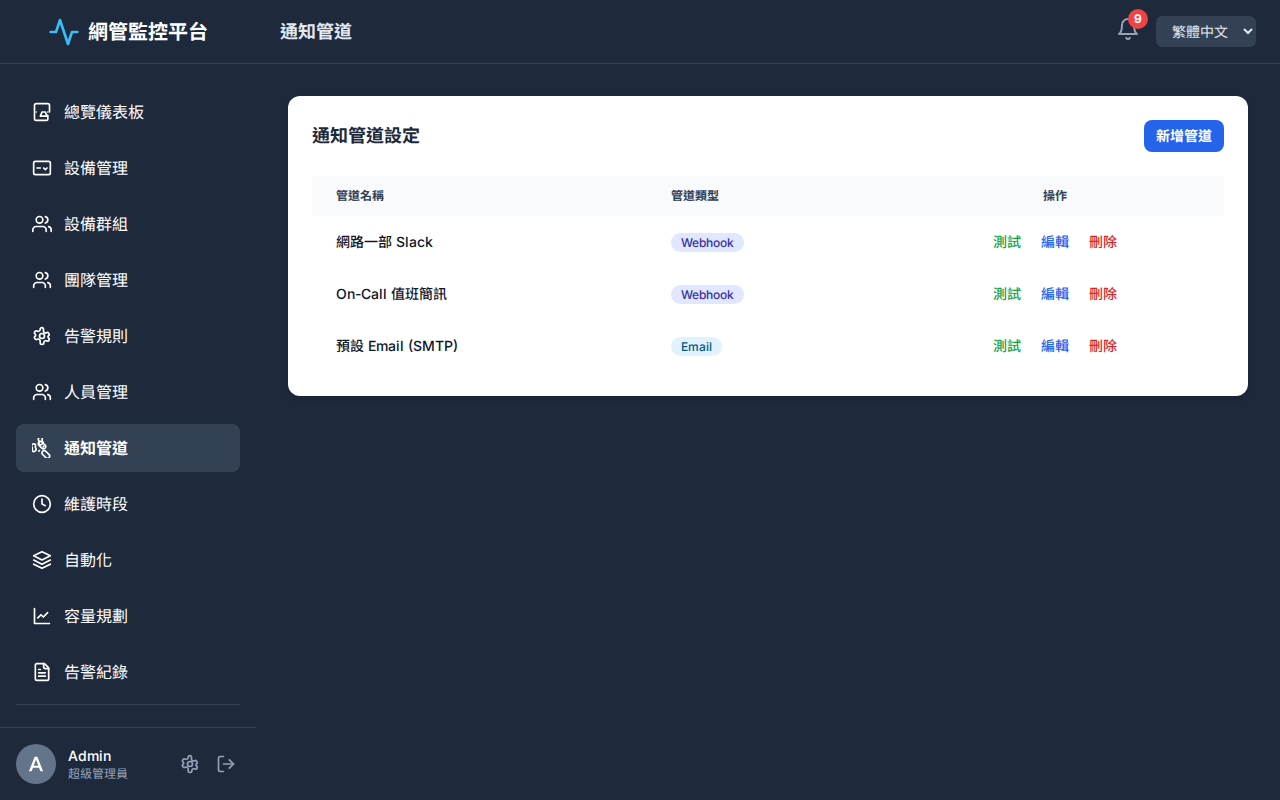 網管監控平台
通知管道
9
繁體中文
總覽儀表板
設備管理
設備群組
團隊管理
告警規則
人員管理
通知管道
維護時段
自動化
容量規劃
告警紀錄
A
Admin
超級管理員
通知管道設定
新增管道
管道名稱 管道類型 操作
網路一部 Slack Webhook 測試 編輯 刪除
On-Call 值班簡訊 Webhook 測試 編輯 刪除
預設 Email (SMTP) Email 測試 編輯 刪除